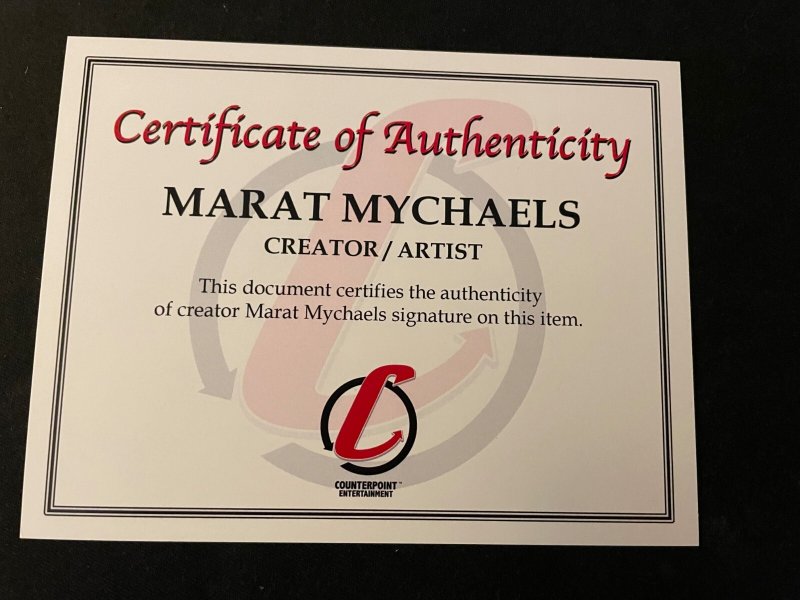 Certificate of Authenticity
MARAT MYCHAELS
CREATOR / ARTIST
This document certifies the authenticity
of creator Marat Mychaels signature on this item.
COUNTERPOINT™
ENTERTAINMENT